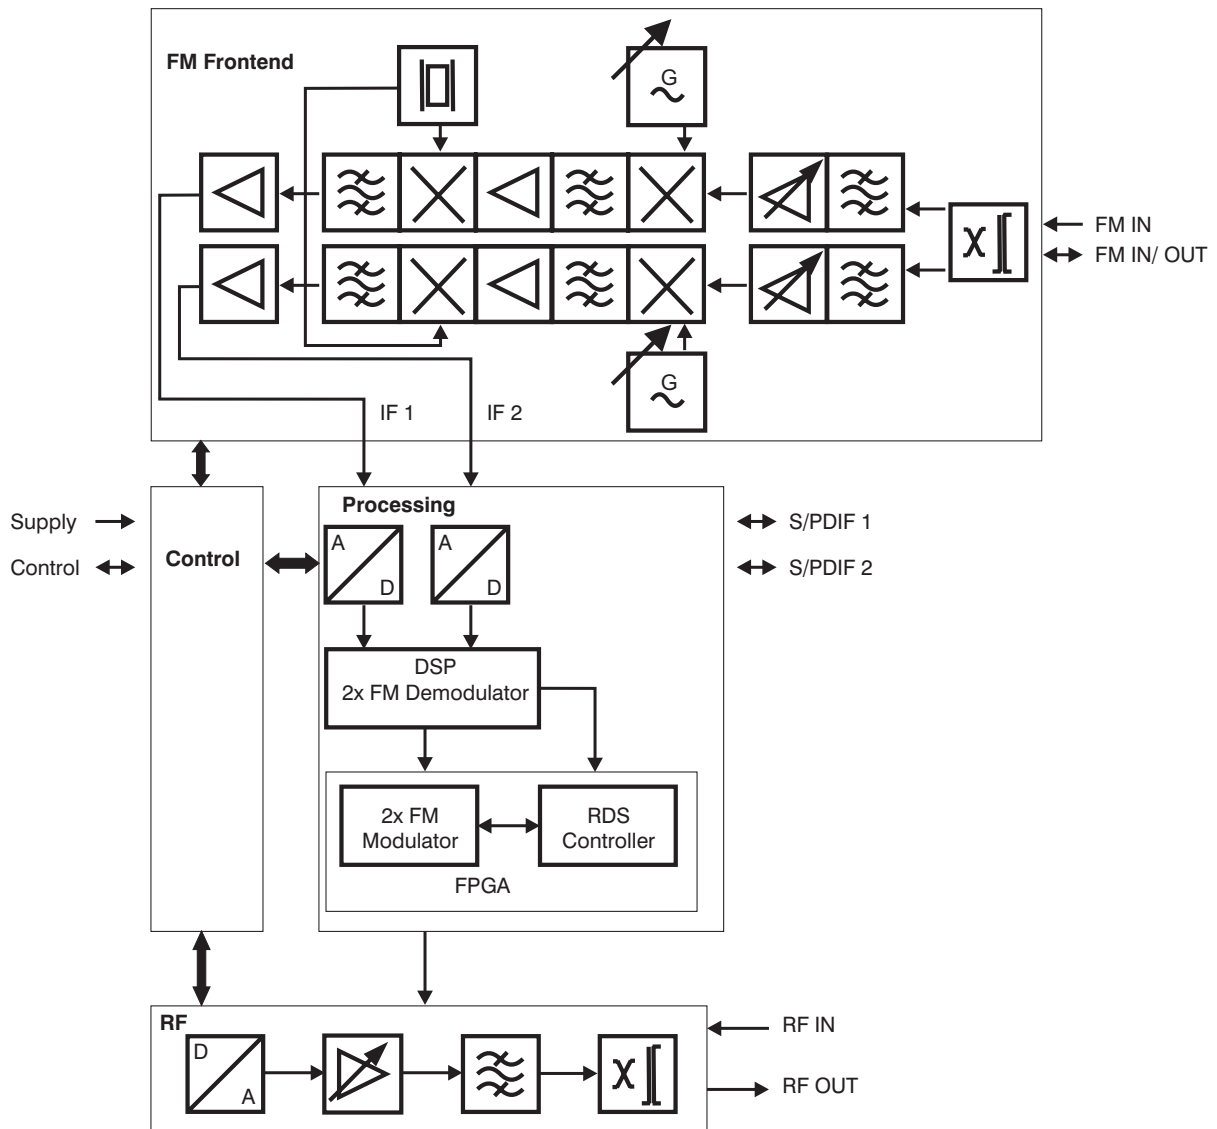 FM Frontend
G
FM IN
FM IN/ OUT
G
IF 1
IF 2
Processing
Supply
S/PDIF 1
Control
Control
A
D
A
D
S/PDIF 2
DSP
2x FM Demodulator
2x FM
Modulator
RDS
Controller
FPGA
RF
RF IN
D
A
RF OUT